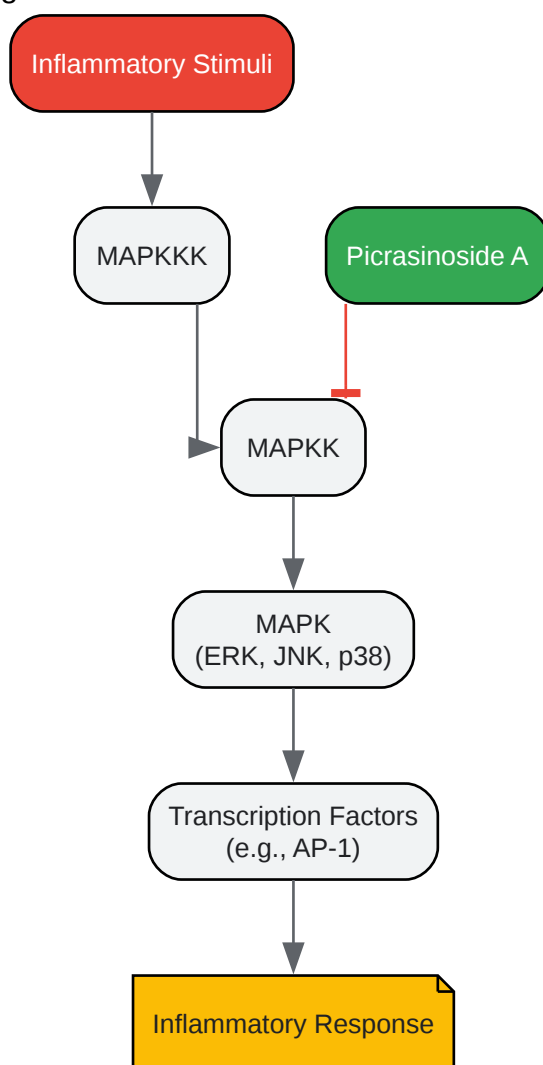 Inflammatory Stimuli
MAPKKK
Picrasinoside A
MAPKK
MAPK
(ERK, JNK, p38)
Transcription Factors
(e.g., AP-1)
Inflammatory Response